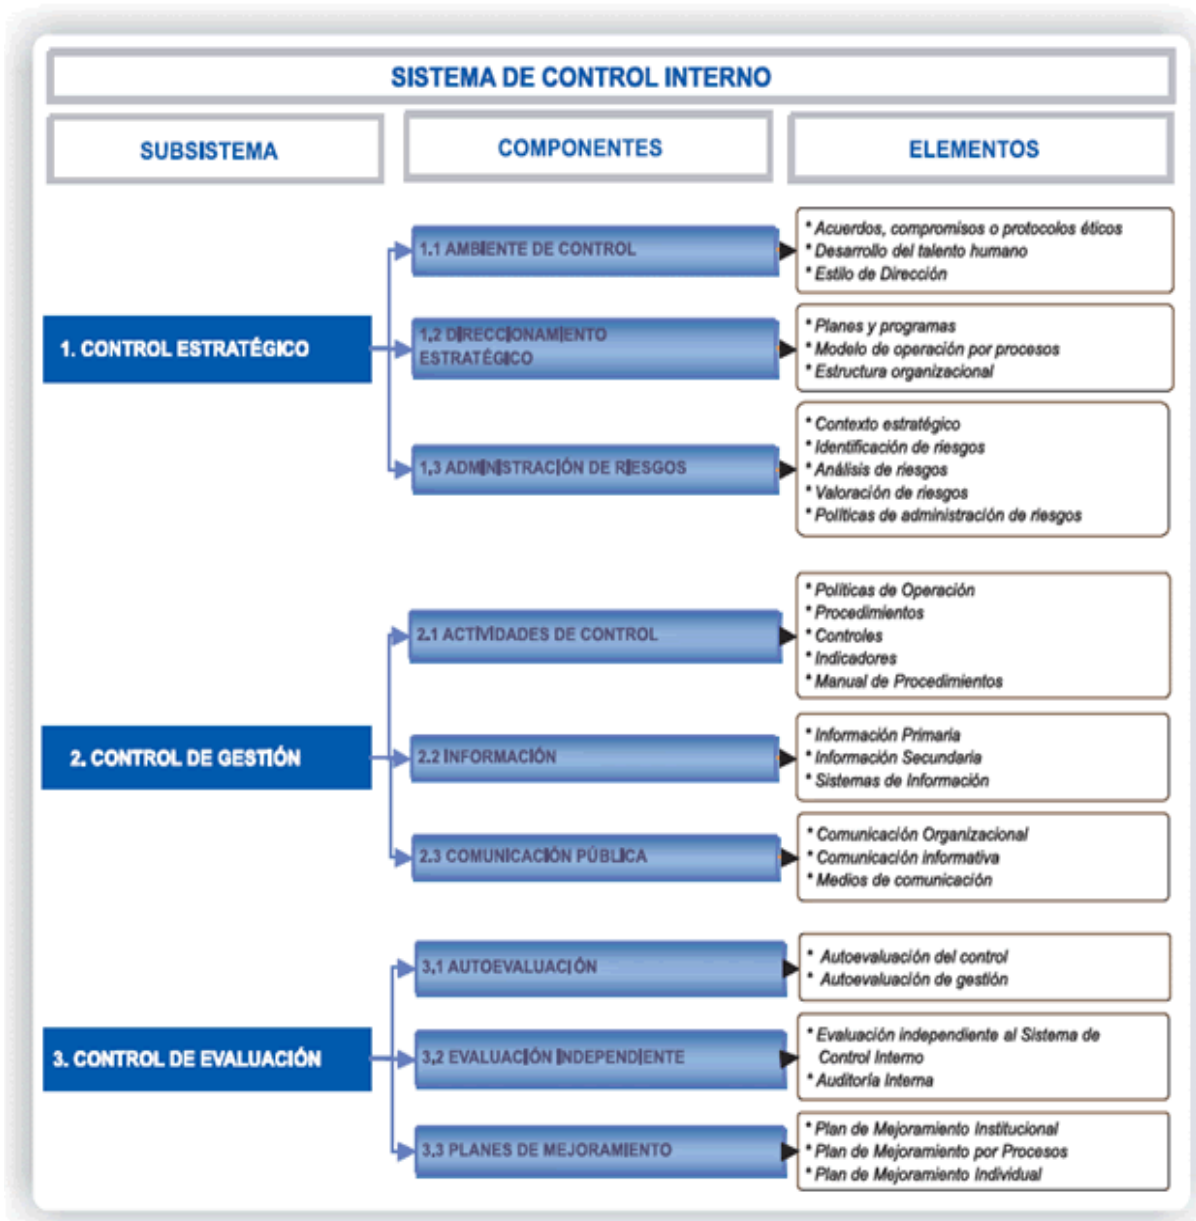 SISTEMA DE CONTROL INTERNO
SUBSISTEMA
COMPONENTES
ELEMENTOS
1. CONTROL ESTRATÉGICO
1.1 AMBIENTE DE CONTROL
* Acuerdos, compromisos o protocolos éticos
* Desarrollo del talento humano
* Estilo de Dirección
1,2 DIRECCIONAMIENTO
ESTRATÉGICO
* Planes y programas
* Modelo de operación por procesos
* Estructura organizacional
1,3 ADMINISTRACIÓN DE RIESGOS
* Contexto estratégico
* Identificación de riesgos
* Análisis de riesgos
* Valoración de riesgos
* Políticas de administración de riesgos
2. CONTROL DE GESTIÓN
2.1 ACTIVIDADES DE CONTROL
* Políticas de Operación
* Procedimientos
* Controles
* Indicadores
* Manual de Procedimientos
2.2 INFORMACIÓN
* Información Primaria
* Información Secundaria
* Sistemas de Información
2.3 COMUNICACIÓN PÚBLICA
* Comunicación Organizacional
* Comunicación informativa
* Medios de comunicación
3. CONTROL DE EVALUACIÓN
3,1 AUTOEVALUACIÓN
* Autoevaluación del control
* Autoevaluación de gestión
3,2 EVALUACIÓN INDEPENDIENTE
* Evaluación independiente al Sistema de
Control Interno
* Auditoría Interna
3,3 PLANES DE MEJORAMIENTO
* Plan de Mejoramiento Institucional
* Plan de Mejoramiento por Procesos
* Plan de Mejoramiento Individual